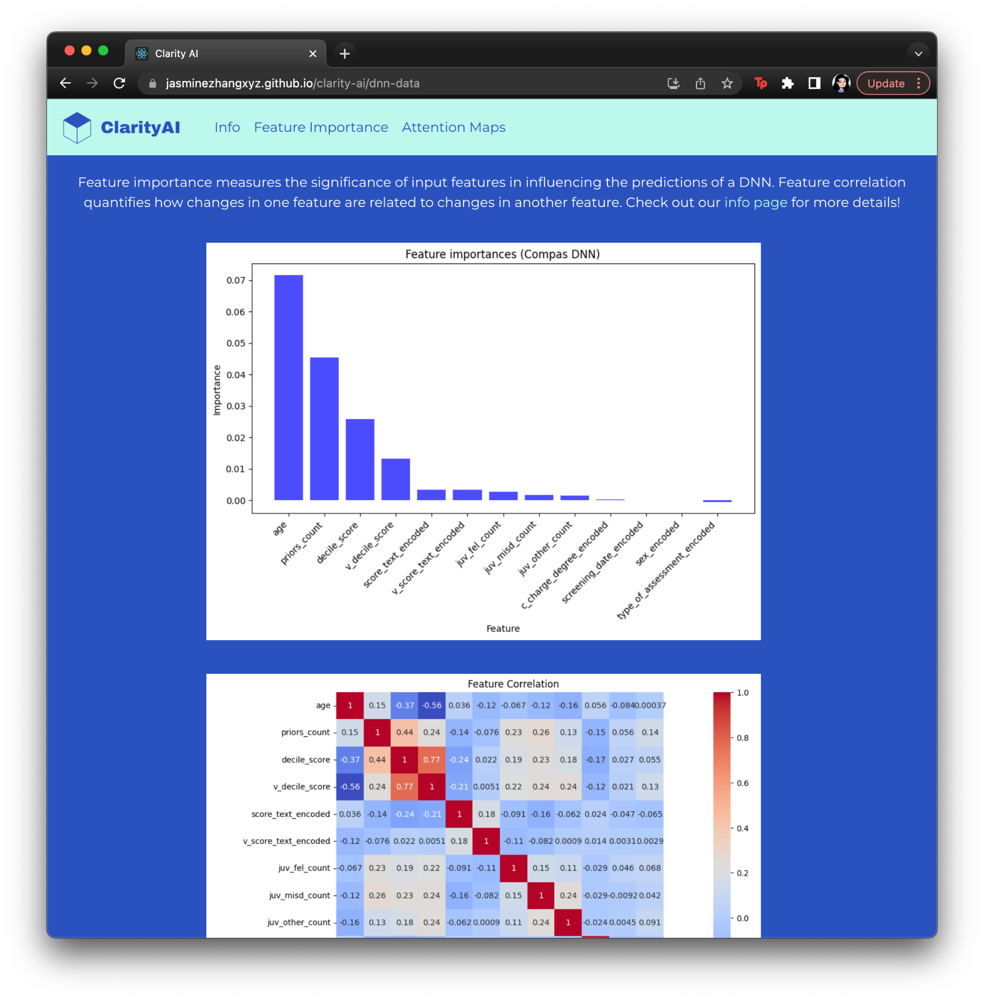 Clarity AI
jasminezhangxyz.github.io/clarity-ai/dnn-data
Tp
Update
ClarityAI
Info Feature Importance Attention Maps
Feature importance measures the significance of input features in influencing the predictions of a DNN. Feature correlation
quantifies how changes in one feature are related to changes in another feature. Check out our info page for more details!
Feature importances (Compas DNN)
Importance
0.07
0.06
0.05
0.04
0.03
0.02
0.01
0.00
age
priors_count
decile_score
v_decile_score
score_text_encoded
v_score_text_encoded
juv_fel_count
juv_misd_count
juv_other_count
c_charge_degree_encoded
screening_date_encoded
sex_encoded
type_of_assessment_encoded
Feature
Feature Correlation
age 1 0.15 -0.37 -0.56 0.036 -0.12 -0.067 -0.12 -0.16 0.056 -0.084 0.00037
priors_count 0.15 1 0.44 0.24 -0.14 -0.076 0.23 0.26 0.13 -0.15 0.056 0.14
decile_score -0.37 0.44 1 0.77 -0.24 0.022 0.19 0.23 0.18 -0.17 0.027 0.055
v_decile_score -0.56 0.24 0.77 1 -0.21 0.0051 0.22 0.24 0.24 -0.12 0.021 0.13
score_text_encoded 0.036 -0.14 -0.24 -0.21 1 0.18 -0.091 -0.16 -0.062 0.024 -0.047 -0.065
v_score_text_encoded -0.12 -0.076 0.022 0.0051 0.18 1 -0.11 -0.082 0.0009 0.014 0.0031 0.0029
juv_fel_count -0.067 0.23 0.19 0.22 -0.091 -0.11 1 0.15 0.11 -0.029 0.046 0.068
juv_misd_count -0.12 0.26 0.23 0.24 -0.16 -0.082 0.15 1 0.24 -0.029 -0.0092 0.042
juv_other_count -0.16 0.13 0.18 0.24 -0.062 0.0009 0.11 0.24 1 -0.024 0.0045 0.091
1.0
0.8
0.6
0.4
0.2
0.0